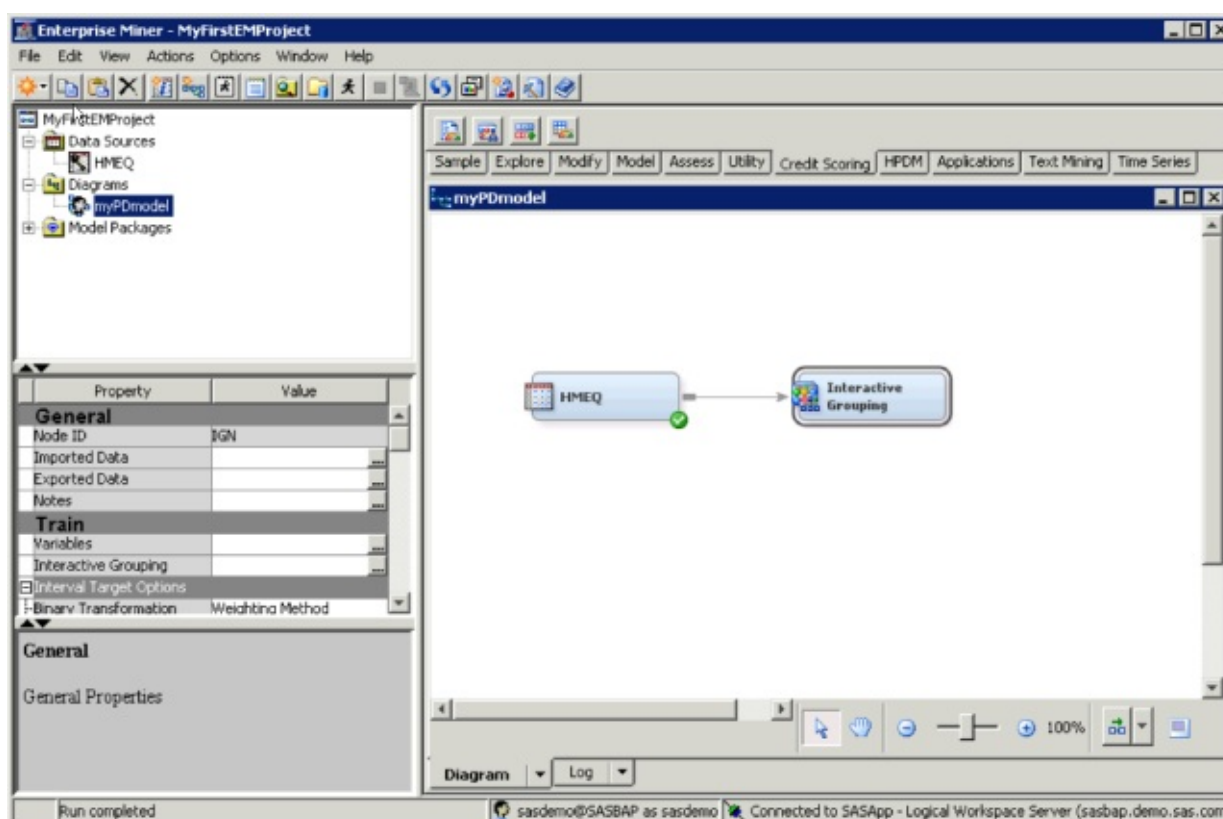 Enterprise Miner - MyFirstEMProject
File Edit View Actions Options Window Help
MyFirstEMProject
Data Sources
HMEQ
Diagrams
myPDmodel
Model Packages
Property Value
General
Node ID IGN
Imported Data ...
Exported Data ...
Notes ...
Train
Variables ...
Interactive Grouping ...
Interval Target Options
Binary Transformation Weighting Method
General
General Properties
Sample Explore Modify Model Assess Utility Credit Scoring HPDM Applications Text Mining Time Series
myPDmodel
HMEQ
Interactive
Grouping
100%
Diagram Log
Run completed
sasdemo@SASBAP as sasdemo Connected to SASApp - Logical Workspace Server (sasbap.demo.sas.com